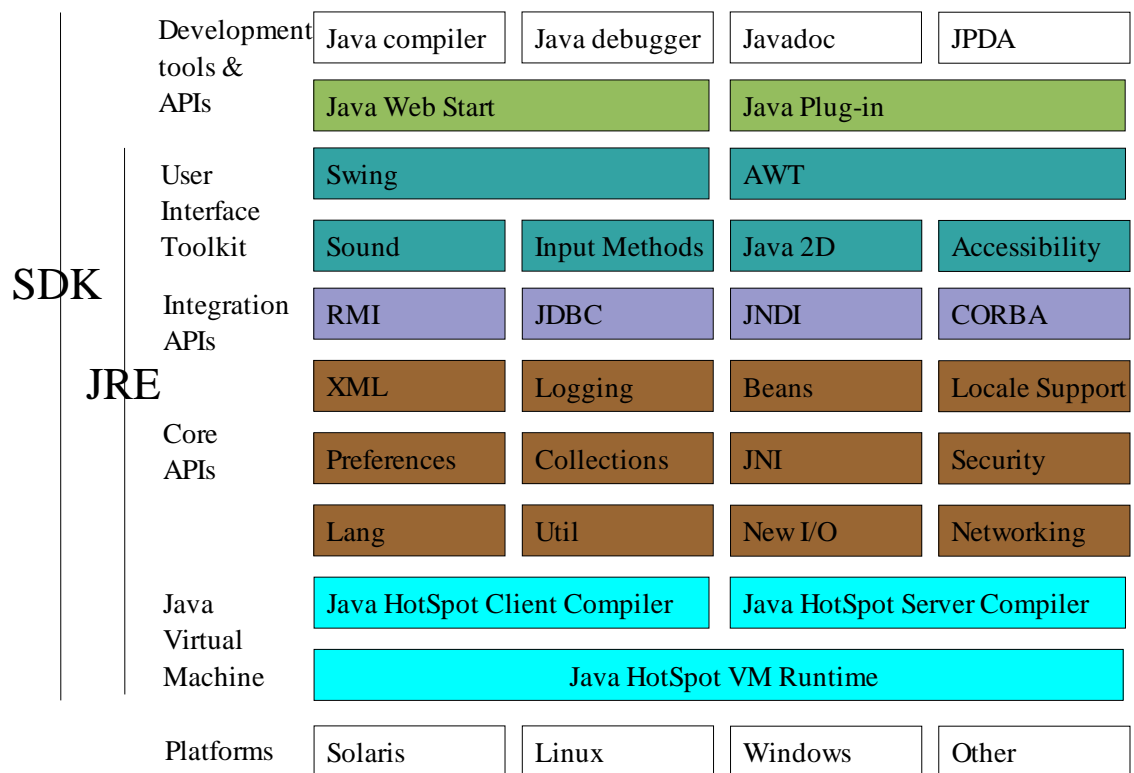 Development
tools &
APIs
Java compiler
Java debugger
Javadoc
JPDA
Java Web Start
Java Plug-in
User
Interface
Toolkit
Swing
AWT
Sound
Input Methods
Java 2D
Accessibility
SDK
JRE
Integration
APIs
RMI
JDBC
JNDI
CORBA
Core
APIs
XML
Logging
Beans
Locale Support
Preferences
Collections
JNI
Security
Lang
Util
New I/O
Networking
Java
Virtual
Machine
Java HotSpot Client Compiler
Java HotSpot Server Compiler
Java HotSpot VM Runtime
Platforms
Solaris
Linux
Windows
Other